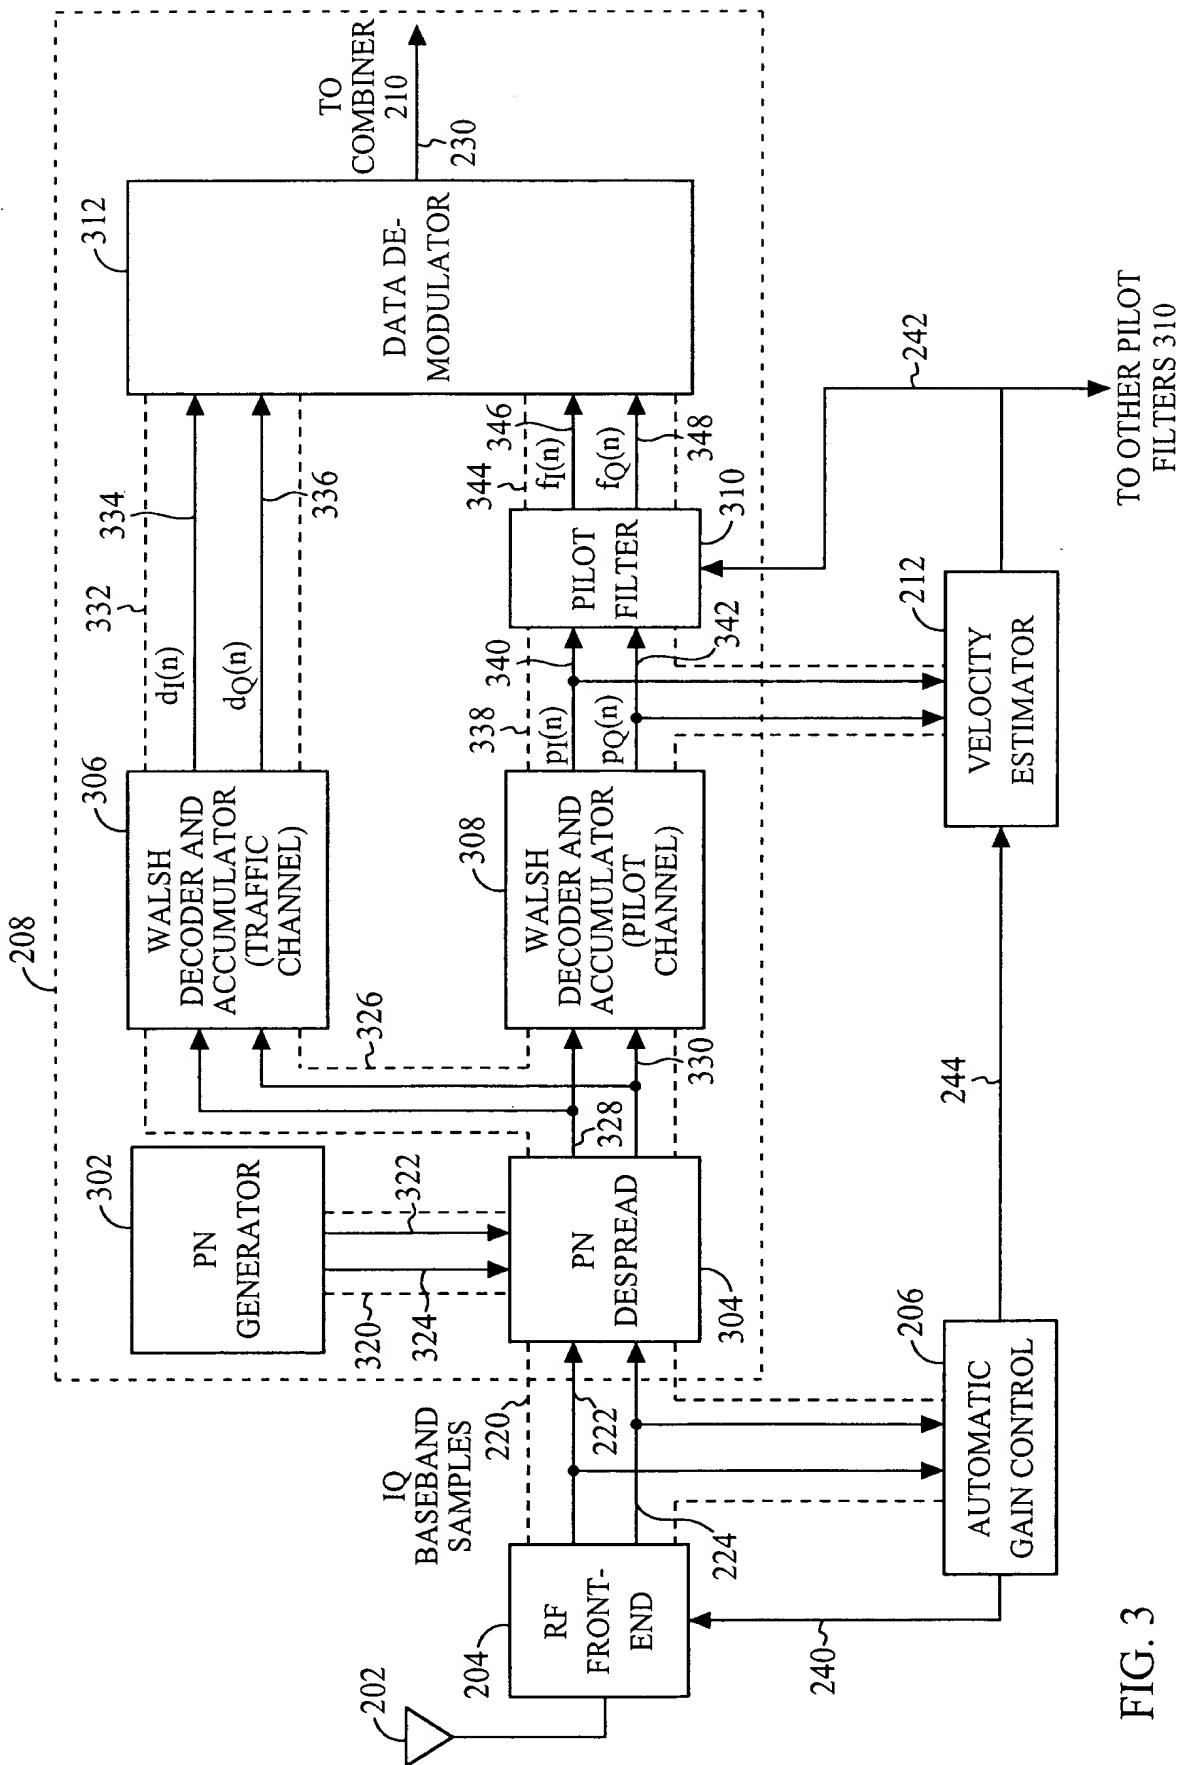 208
302
PN
GENERATOR
320
324
322
306
WALSH
DECODER AND
ACCUMULATOR
(TRAFFIC
CHANNEL)
326
332
334
dI(n)
dQ(n)
336
312
DATA DE-
MODULATOR
TO
COMBINER
210
230
202
204
RF
FRONT-
END
IQ
BASEBAND
SAMPLES
220
222
224
PN
DESPREAD
304
328
330
308
WALSH
DECODER AND
ACCUMULATOR
(PILOT
CHANNEL)
338
340
pI(n)
pQ(n)
342
PILOT
FILTER
310
344
346
fI(n)
fQ(n)
348
240
206
AUTOMATIC
GAIN CONTROL
244
212
VELOCITY
ESTIMATOR
242
TO OTHER PILOT
FILTERS 310
FIG. 3